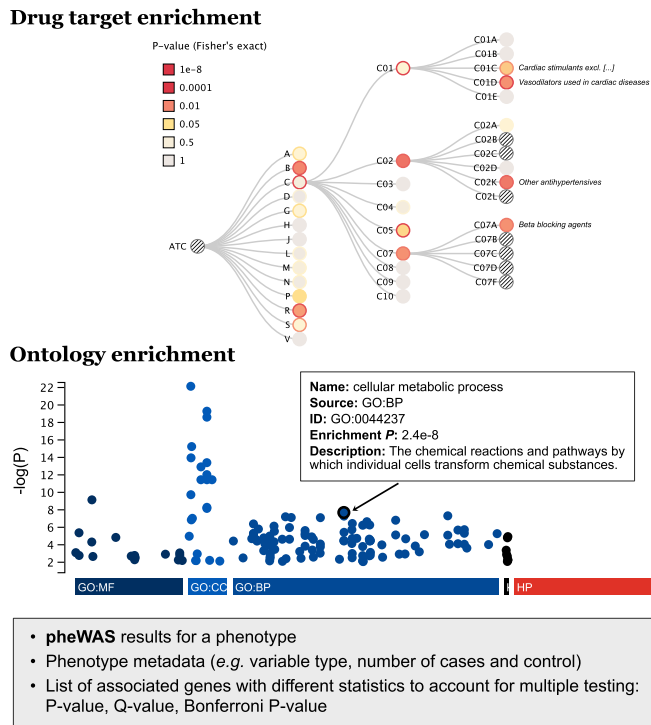 Drug target enrichment
P-value (Fisher's exact)
1e-8
0.0001
0.01
0.05
0.5
1
ATC
A
B
C
D
G
H
J
L
M
N
P
R
S
V
C01
C02
C03
C04
C05
C07
C08
C09
C10
C01A
C01B
C01C Cardiac stimulants excl. [...]
C01D Vasodilators used in cardiac diseases
C01E
C02A
C02B
C02C
C02D
C02K Other antihypertensives
C02L
C07A Beta blocking agents
C07B
C07C
C07D
C07F
Ontology enrichment
-log(P)
22
20
18
16
14
12
10
8
6
4
2
Name: cellular metabolic process
Source: GO:BP
ID: GO:0044237
Enrichment P: 2.4e-8
Description: The chemical reactions and pathways by
which individual cells transform chemical substances.
GO:MF
GO:CC
GO:BP
HP
• pheWAS results for a phenotype
• Phenotype metadata (e.g. variable type, number of cases and control)
• List of associated genes with different statistics to account for multiple testing:
P-value, Q-value, Bonferroni P-value